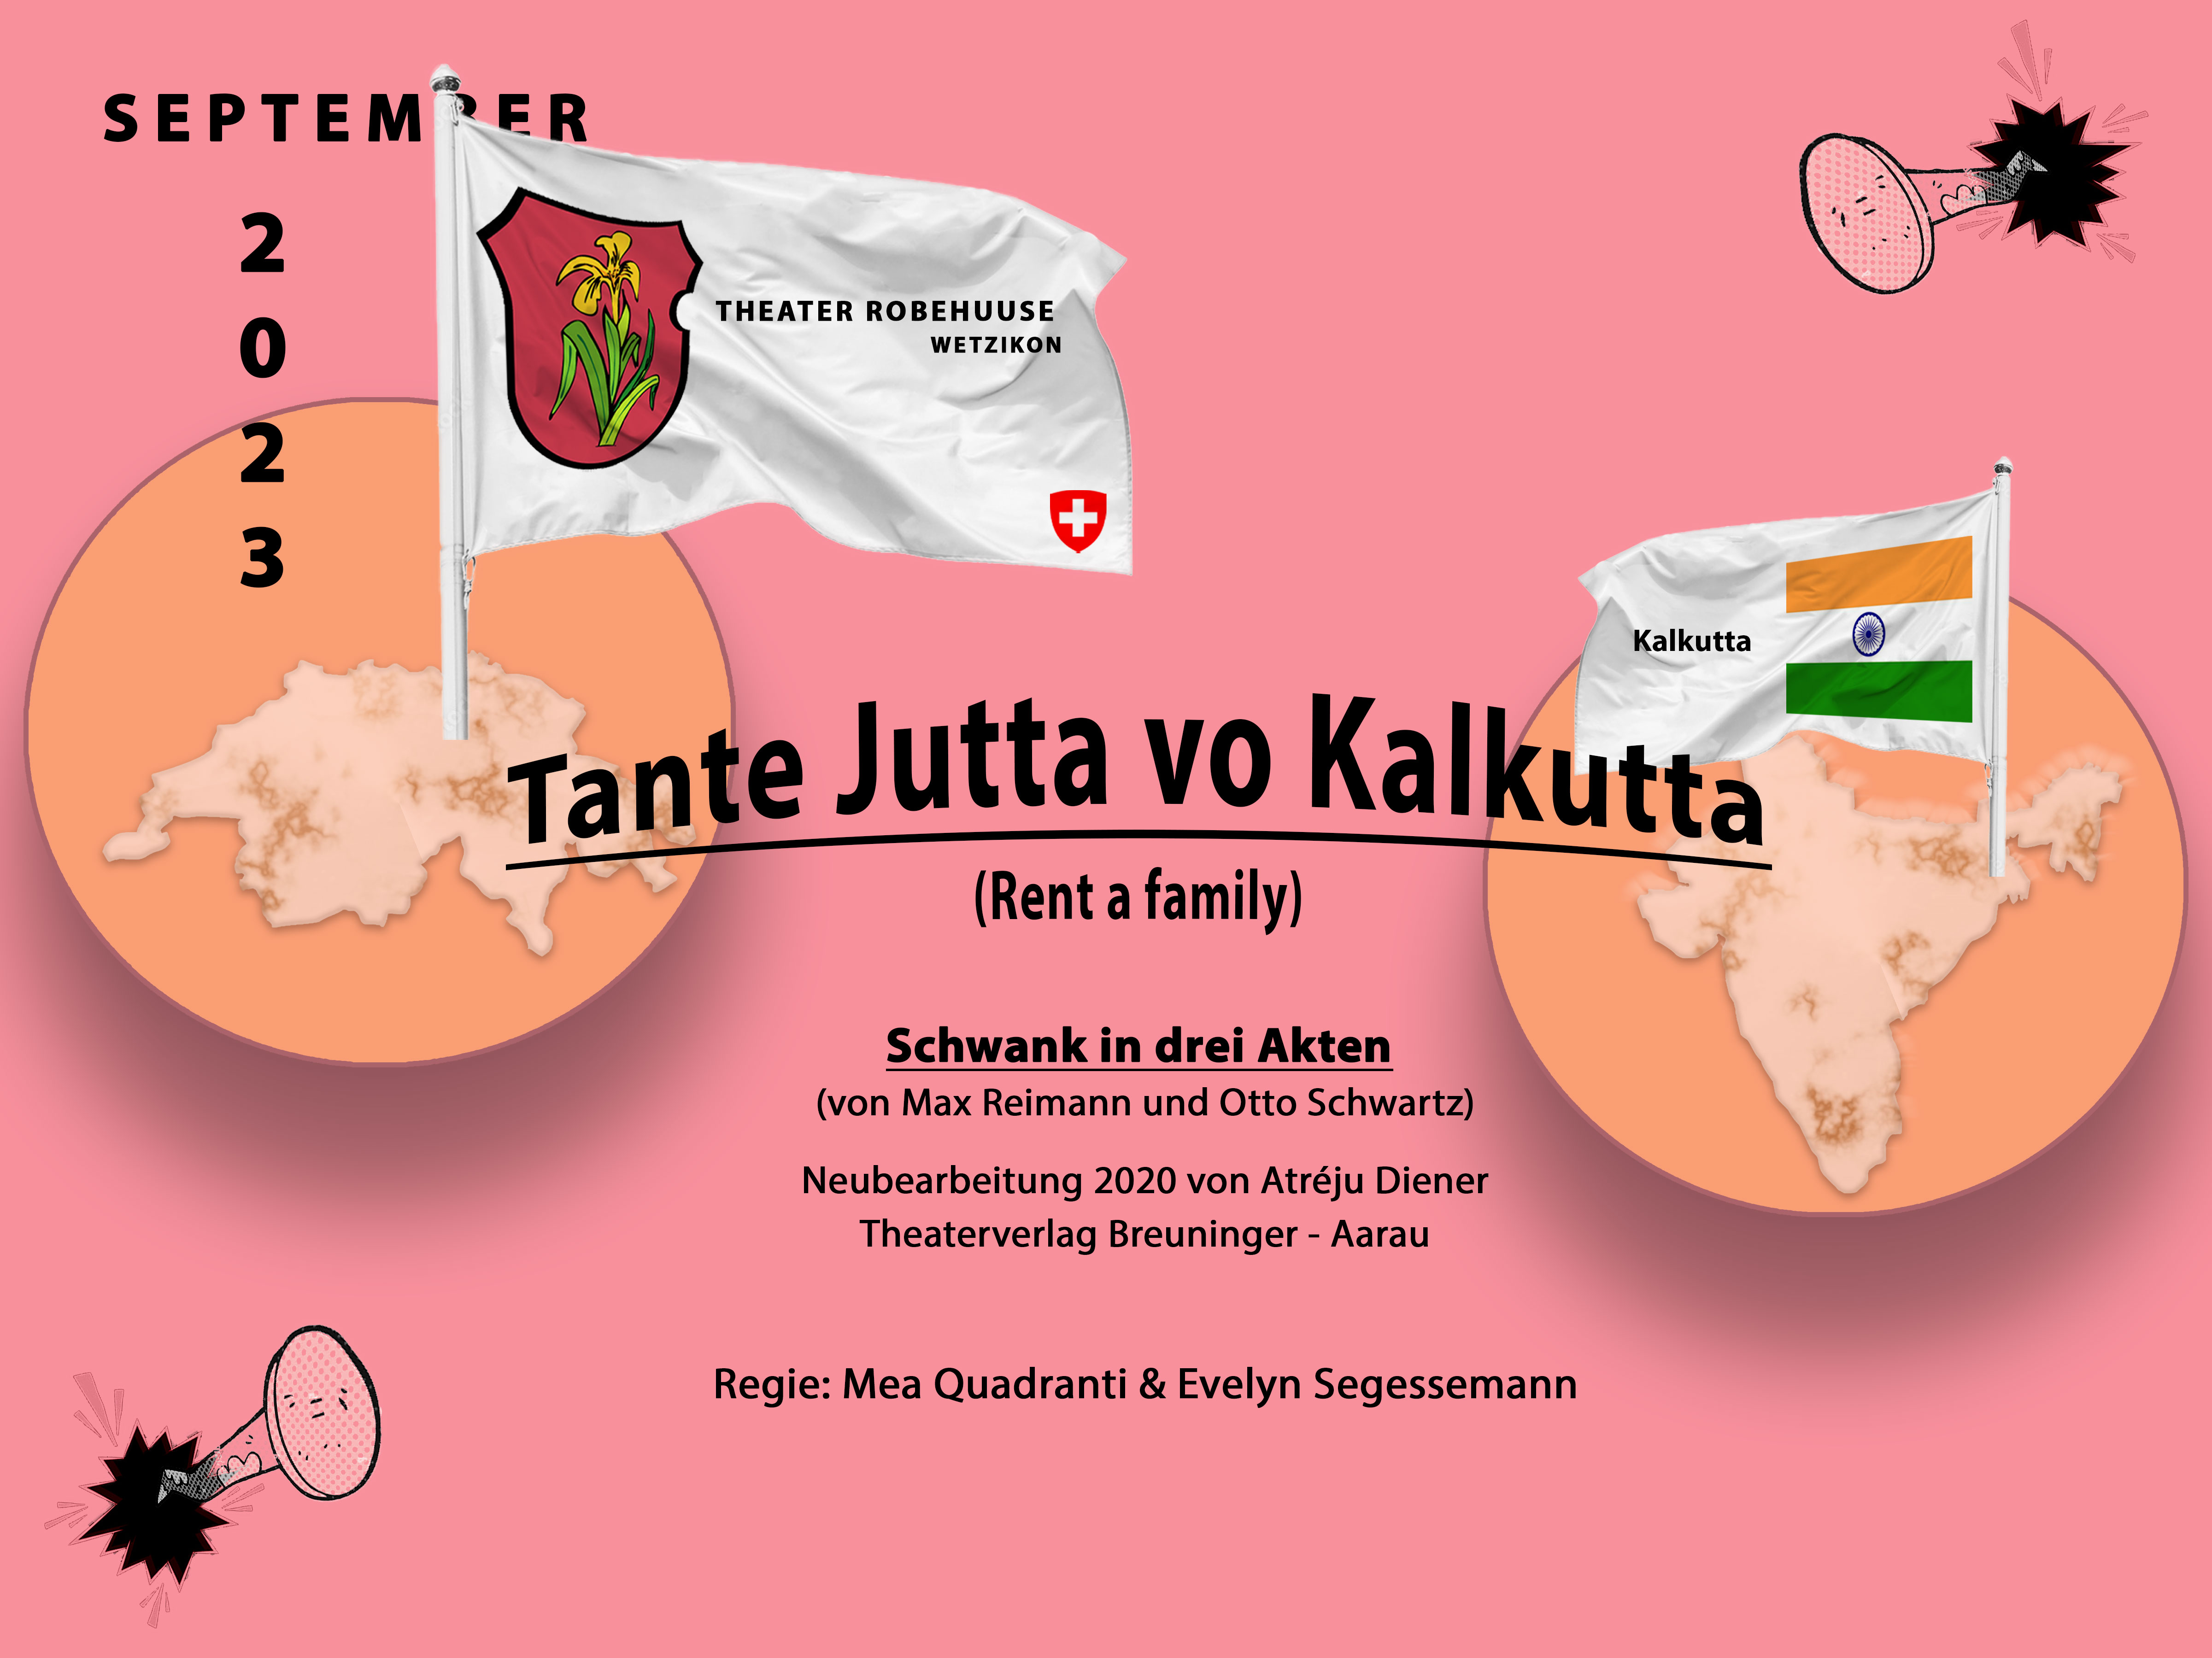 SEPTEMBER
2
0
2
3
THEATER ROBEHUUSE
WETZIKON
Kalkutta
Tante Jutta vo Kalkutta
(Rent a family)
Schwank in drei Akten
(von Max Reimann und Otto Schwartz)
Neubearbeitung 2020 von Atréju Diener
Theaterverlag Breuninger - Aarau
Regie: Mea Quadranti & Evelyn Segessemann